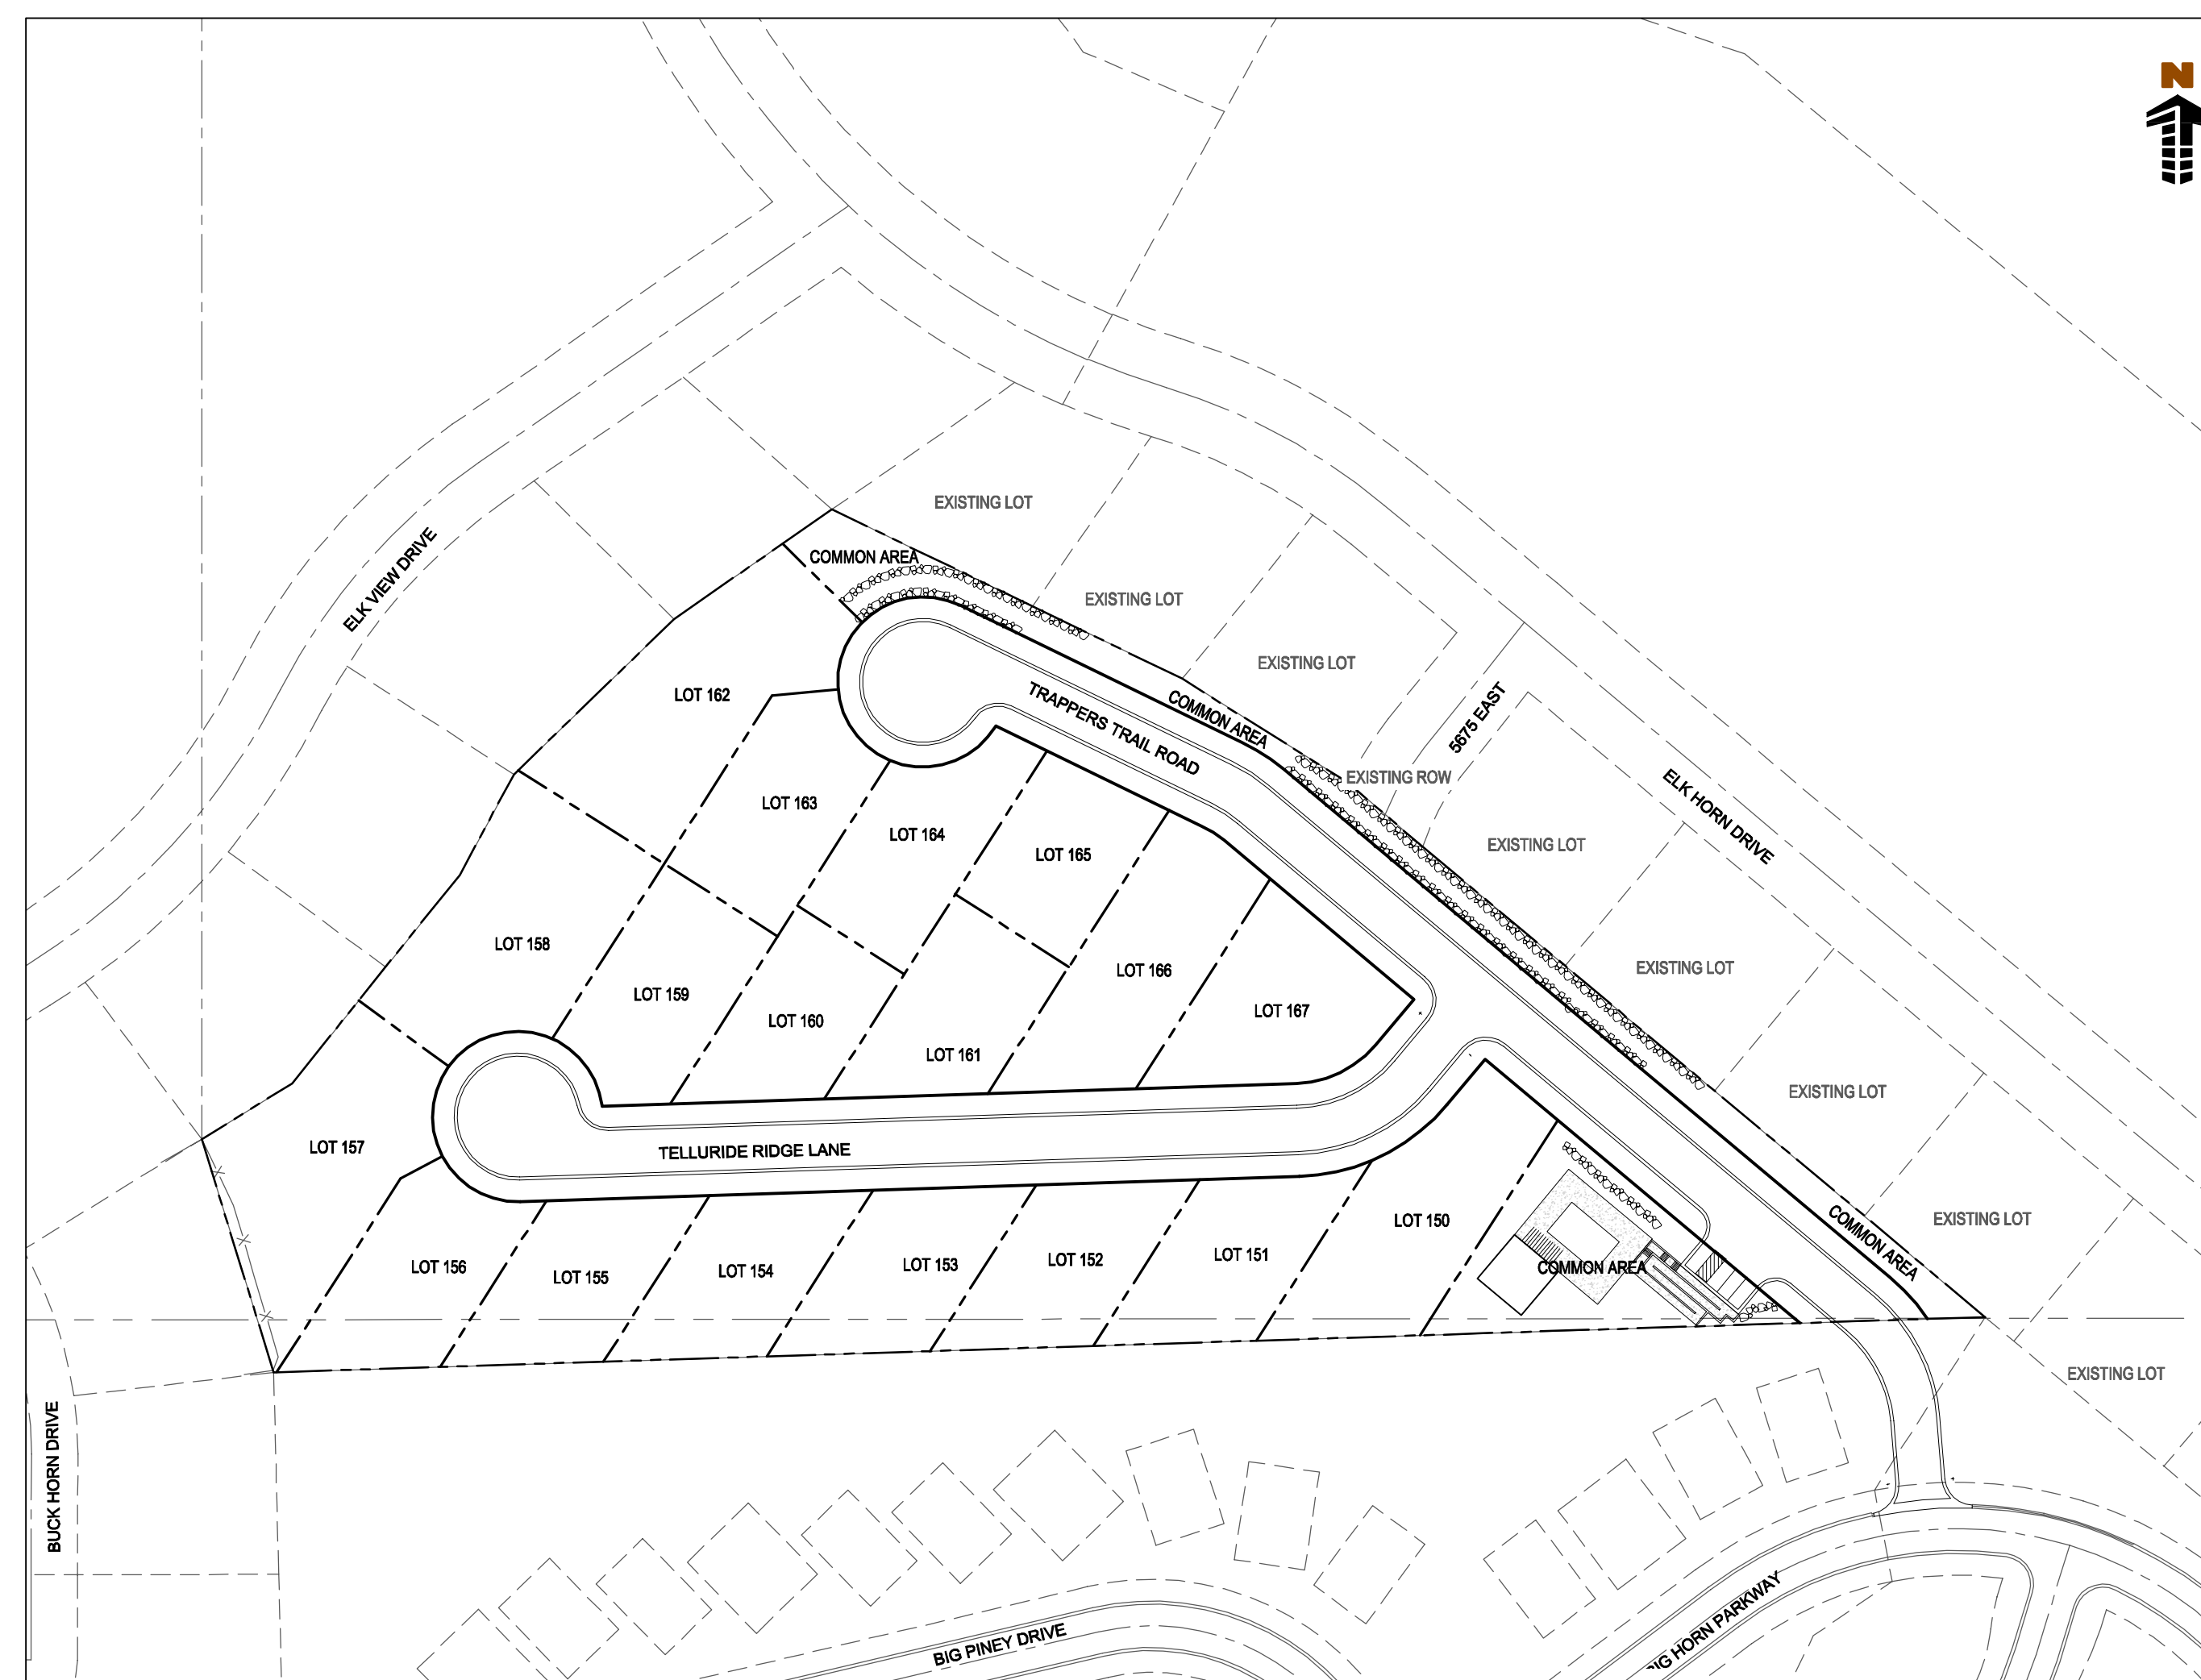 N
EXISTING LOT
COMMON AREA
ELK VIEW DRIVE
EXISTING LOT
EXISTING LOT
LOT 162
COMMON AREA
5675 EAST
TRAPPERS TRAIL ROAD
EXISTING ROW
LOT 163
ELK HORN DRIVE
LOT 164
EXISTING LOT
LOT 165
LOT 158
EXISTING LOT
LOT 166
LOT 159
LOT 167
LOT 160
LOT 161
EXISTING LOT
LOT 157
TELLURIDE RIDGE LANE
LOT 150
EXISTING LOT
COMMON AREA
LOT 151
LOT 152
LOT 153
LOT 156
COMMON AREA
LOT 154
LOT 155
EXISTING LOT
BUCK HORN DRIVE
BIG HORN PARKWAY
BIG PINEY DRIVE